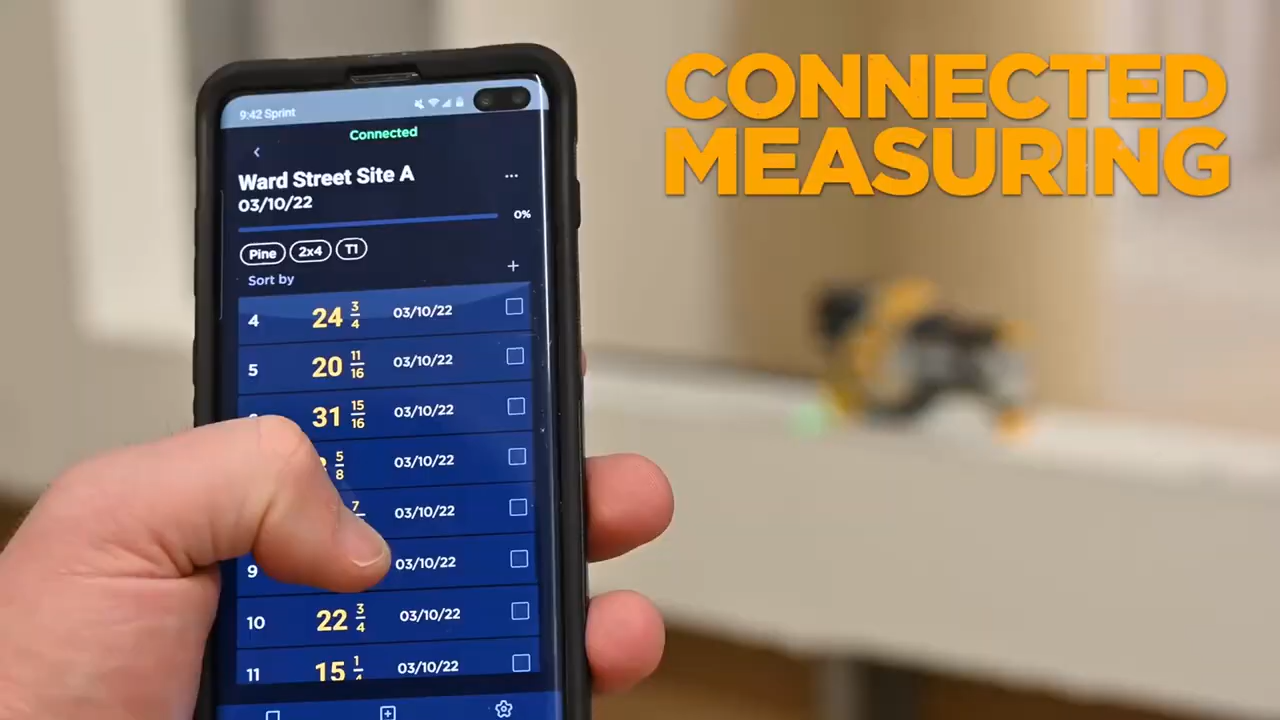 CONNECTED
MEASURING
9:42 Sprint
Connected
Ward Street Site A
03/10/22
0%
Pine 2x4 T1
Sort by
4 24 3/4 03/10/22
5 20 11/16 03/10/22
31 15/16 03/10/22
5/8 03/10/22
03/10/22
9 03/10/22
10 22 3/4 03/10/22
11 15 1/4 03/10/22